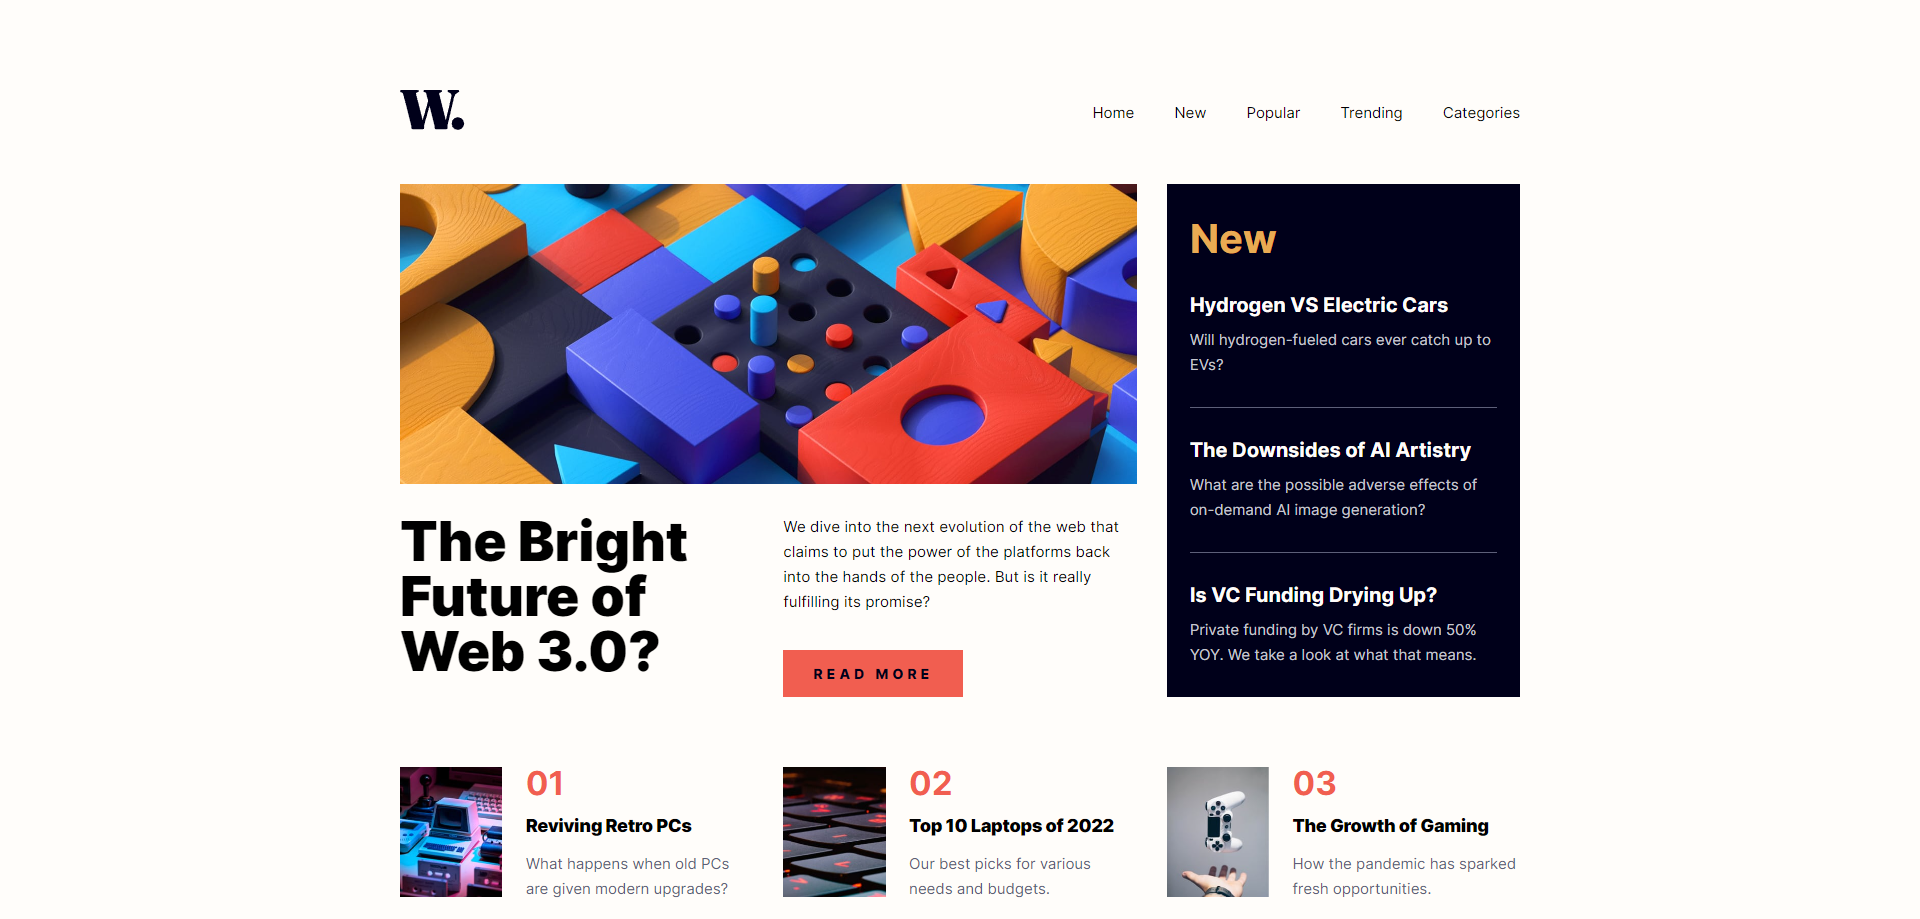 W.
Home New Popular Trending Categories
The Bright
Future of
Web 3.0?
We dive into the next evolution of the web that
claims to put the power of the platforms back
into the hands of the people. But is it really
fulfilling its promise?
READ MORE
New
Hydrogen VS Electric Cars
Will hydrogen-fueled cars ever catch up to
EVs?
The Downsides of AI Artistry
What are the possible adverse effects of
on-demand AI image generation?
Is VC Funding Drying Up?
Private funding by VC firms is down 50%
YOY. We take a look at what that means.
01
Reviving Retro PCs
What happens when old PCs
are given modern upgrades?
02
Top 10 Laptops of 2022
Our best picks for various
needs and budgets.
03
The Growth of Gaming
How the pandemic has sparked
fresh opportunities.